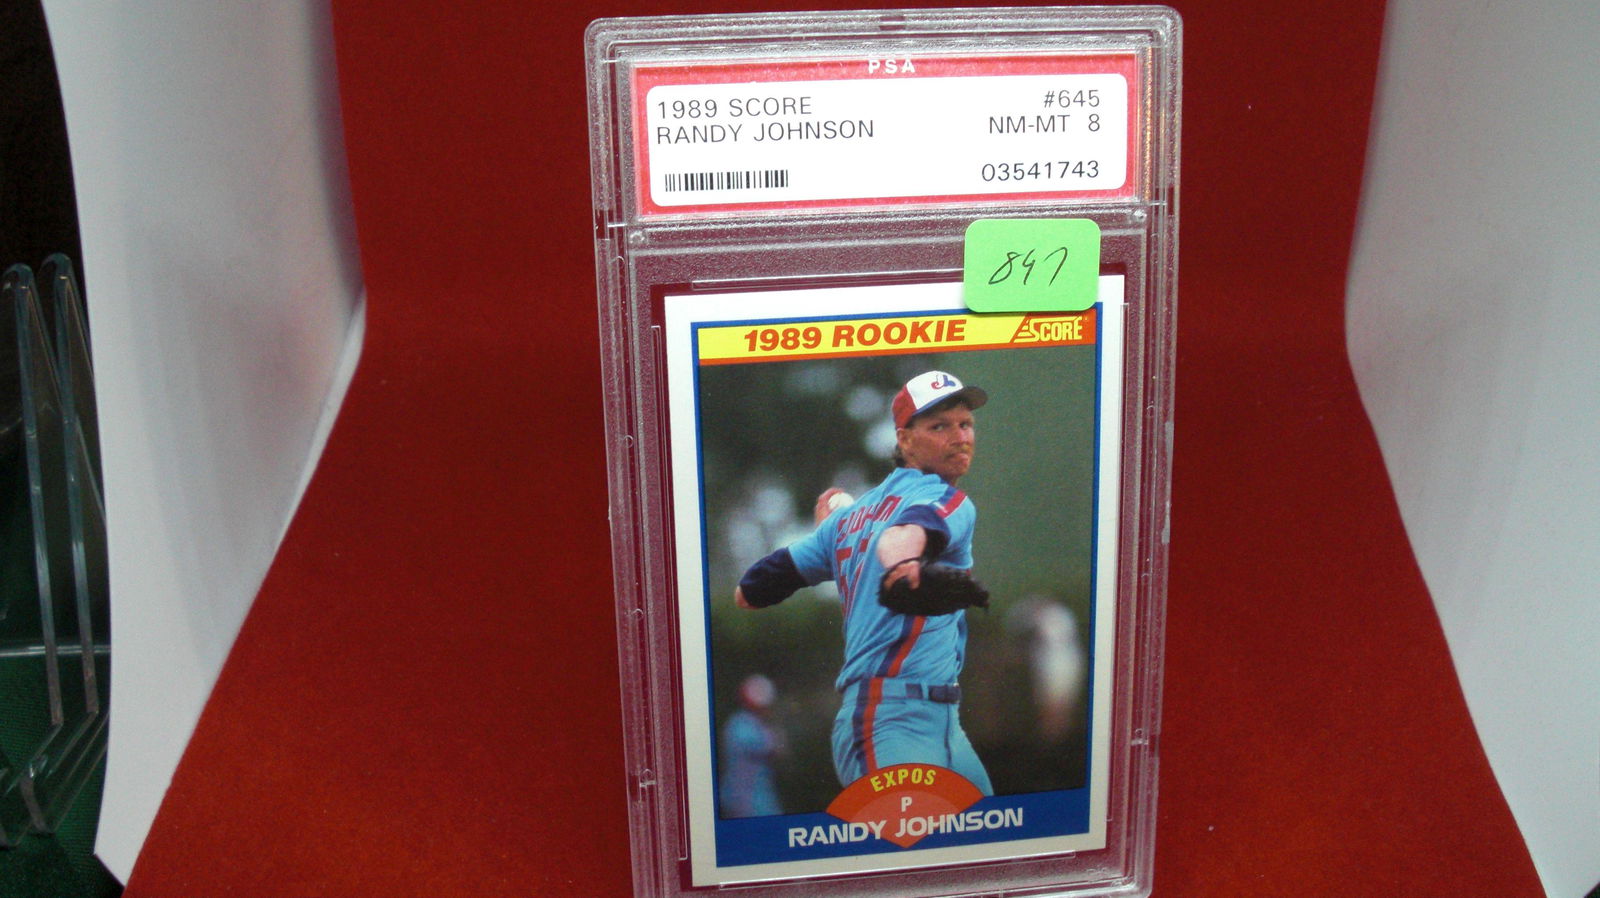 PSA
1989 SCORE #645
RANDY JOHNSON NM-MT 8
03541743
847
1989 ROOKIE SCORE
EXPOS
P
RANDY JOHNSON